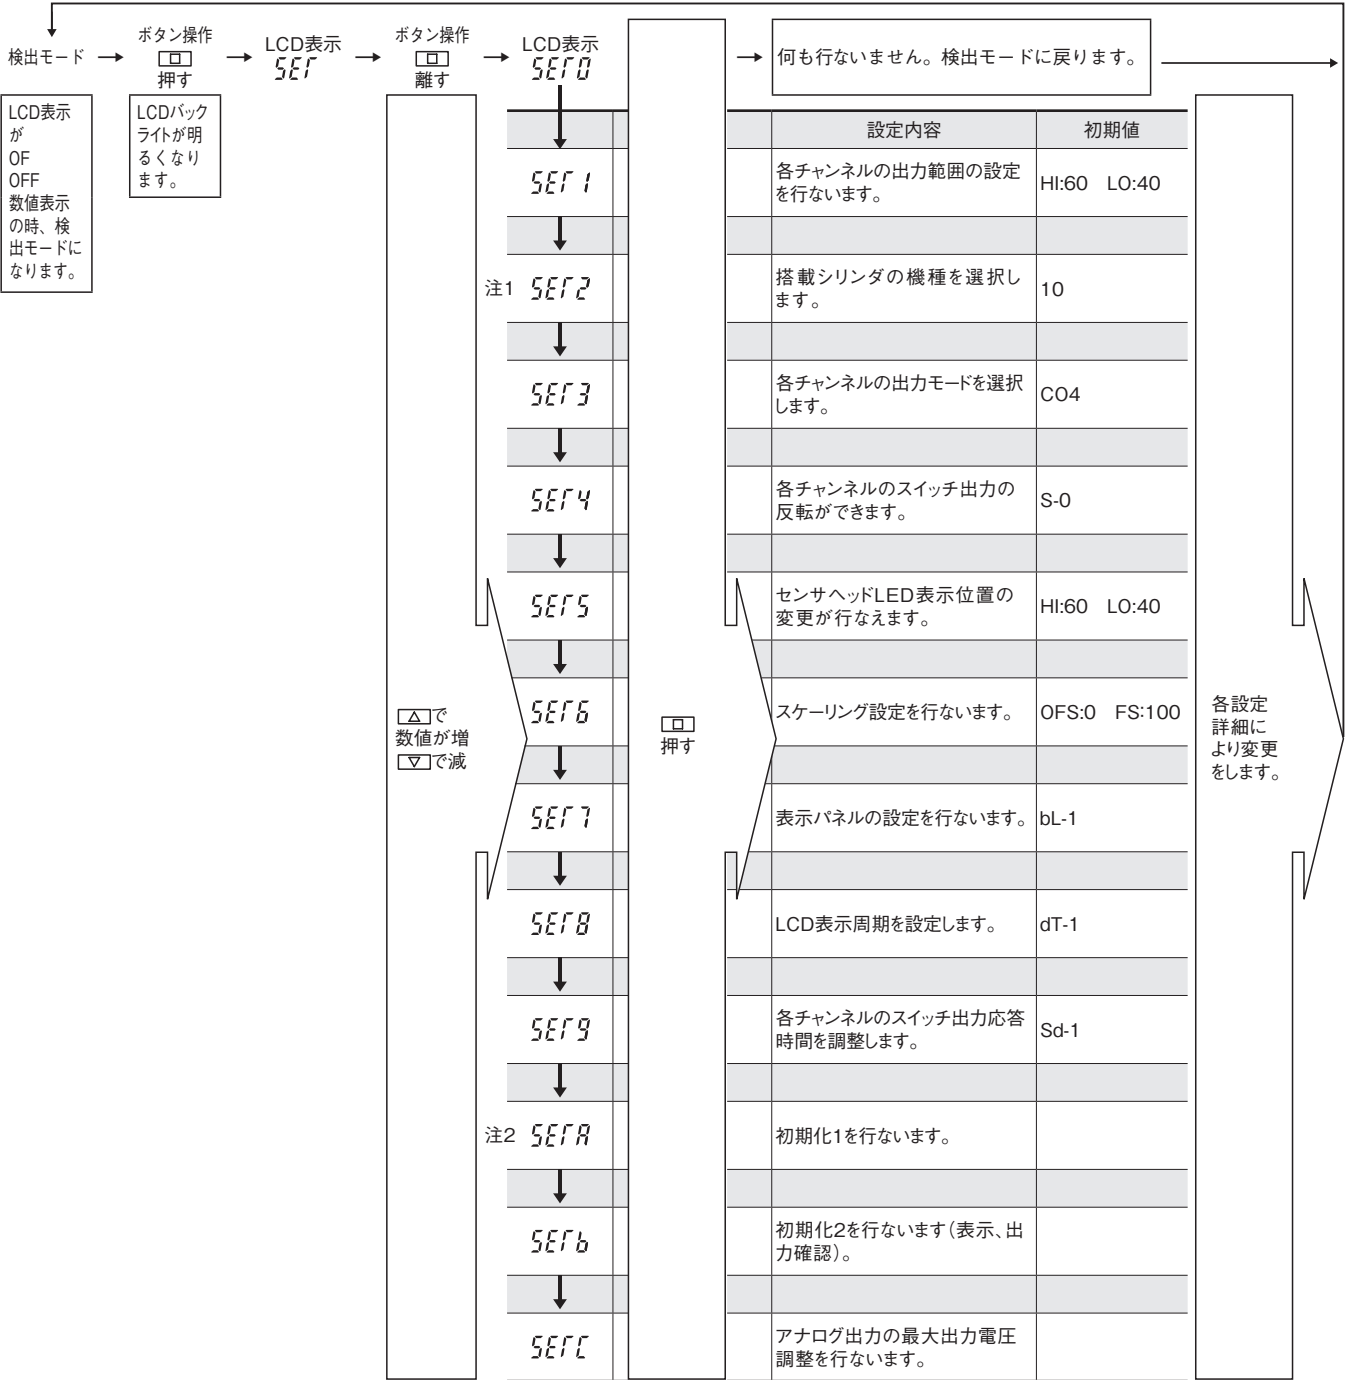 検出モード
ボタン操作
押す
LCD表示
SET
ボタン操作
離す
LCD表示
SET0
何も行ないません。検出モードに戻ります。
LCD表示
が
OF
OFF
数値表示
の時、検
出モードに
なります。
LCDバック
ライトが明
るくなり
ます。
設定内容
初期値
SET1
各チャンネルの出力範囲の設定
を行ないます。
HI:60 LO:40
注1 SET2
搭載シリンダの機種を選択し
ます。
10
SET3
各チャンネルの出力モードを選択
します。
CO4
SET4
各チャンネルのスイッチ出力の
反転ができます。
S-0
SET5
センサヘッドLED表示位置の
変更が行なえます。
HI:60 LO:40
△で
数値が増
▽で減
SET6
押す
スケーリング設定を行ないます。
OFS:0 FS:100
各設定
詳細に
より変更
をします。
SET7
表示パネルの設定を行ないます。
bL-1
SET8
LCD表示周期を設定します。
dT-1
SET9
各チャンネルのスイッチ出力応答
時間を調整します。
Sd-1
注2 SETA
初期化1を行ないます。
SETb
初期化2を行ないます(表示、出
力確認)。
SETC
アナログ出力の最大出力電圧
調整を行ないます。